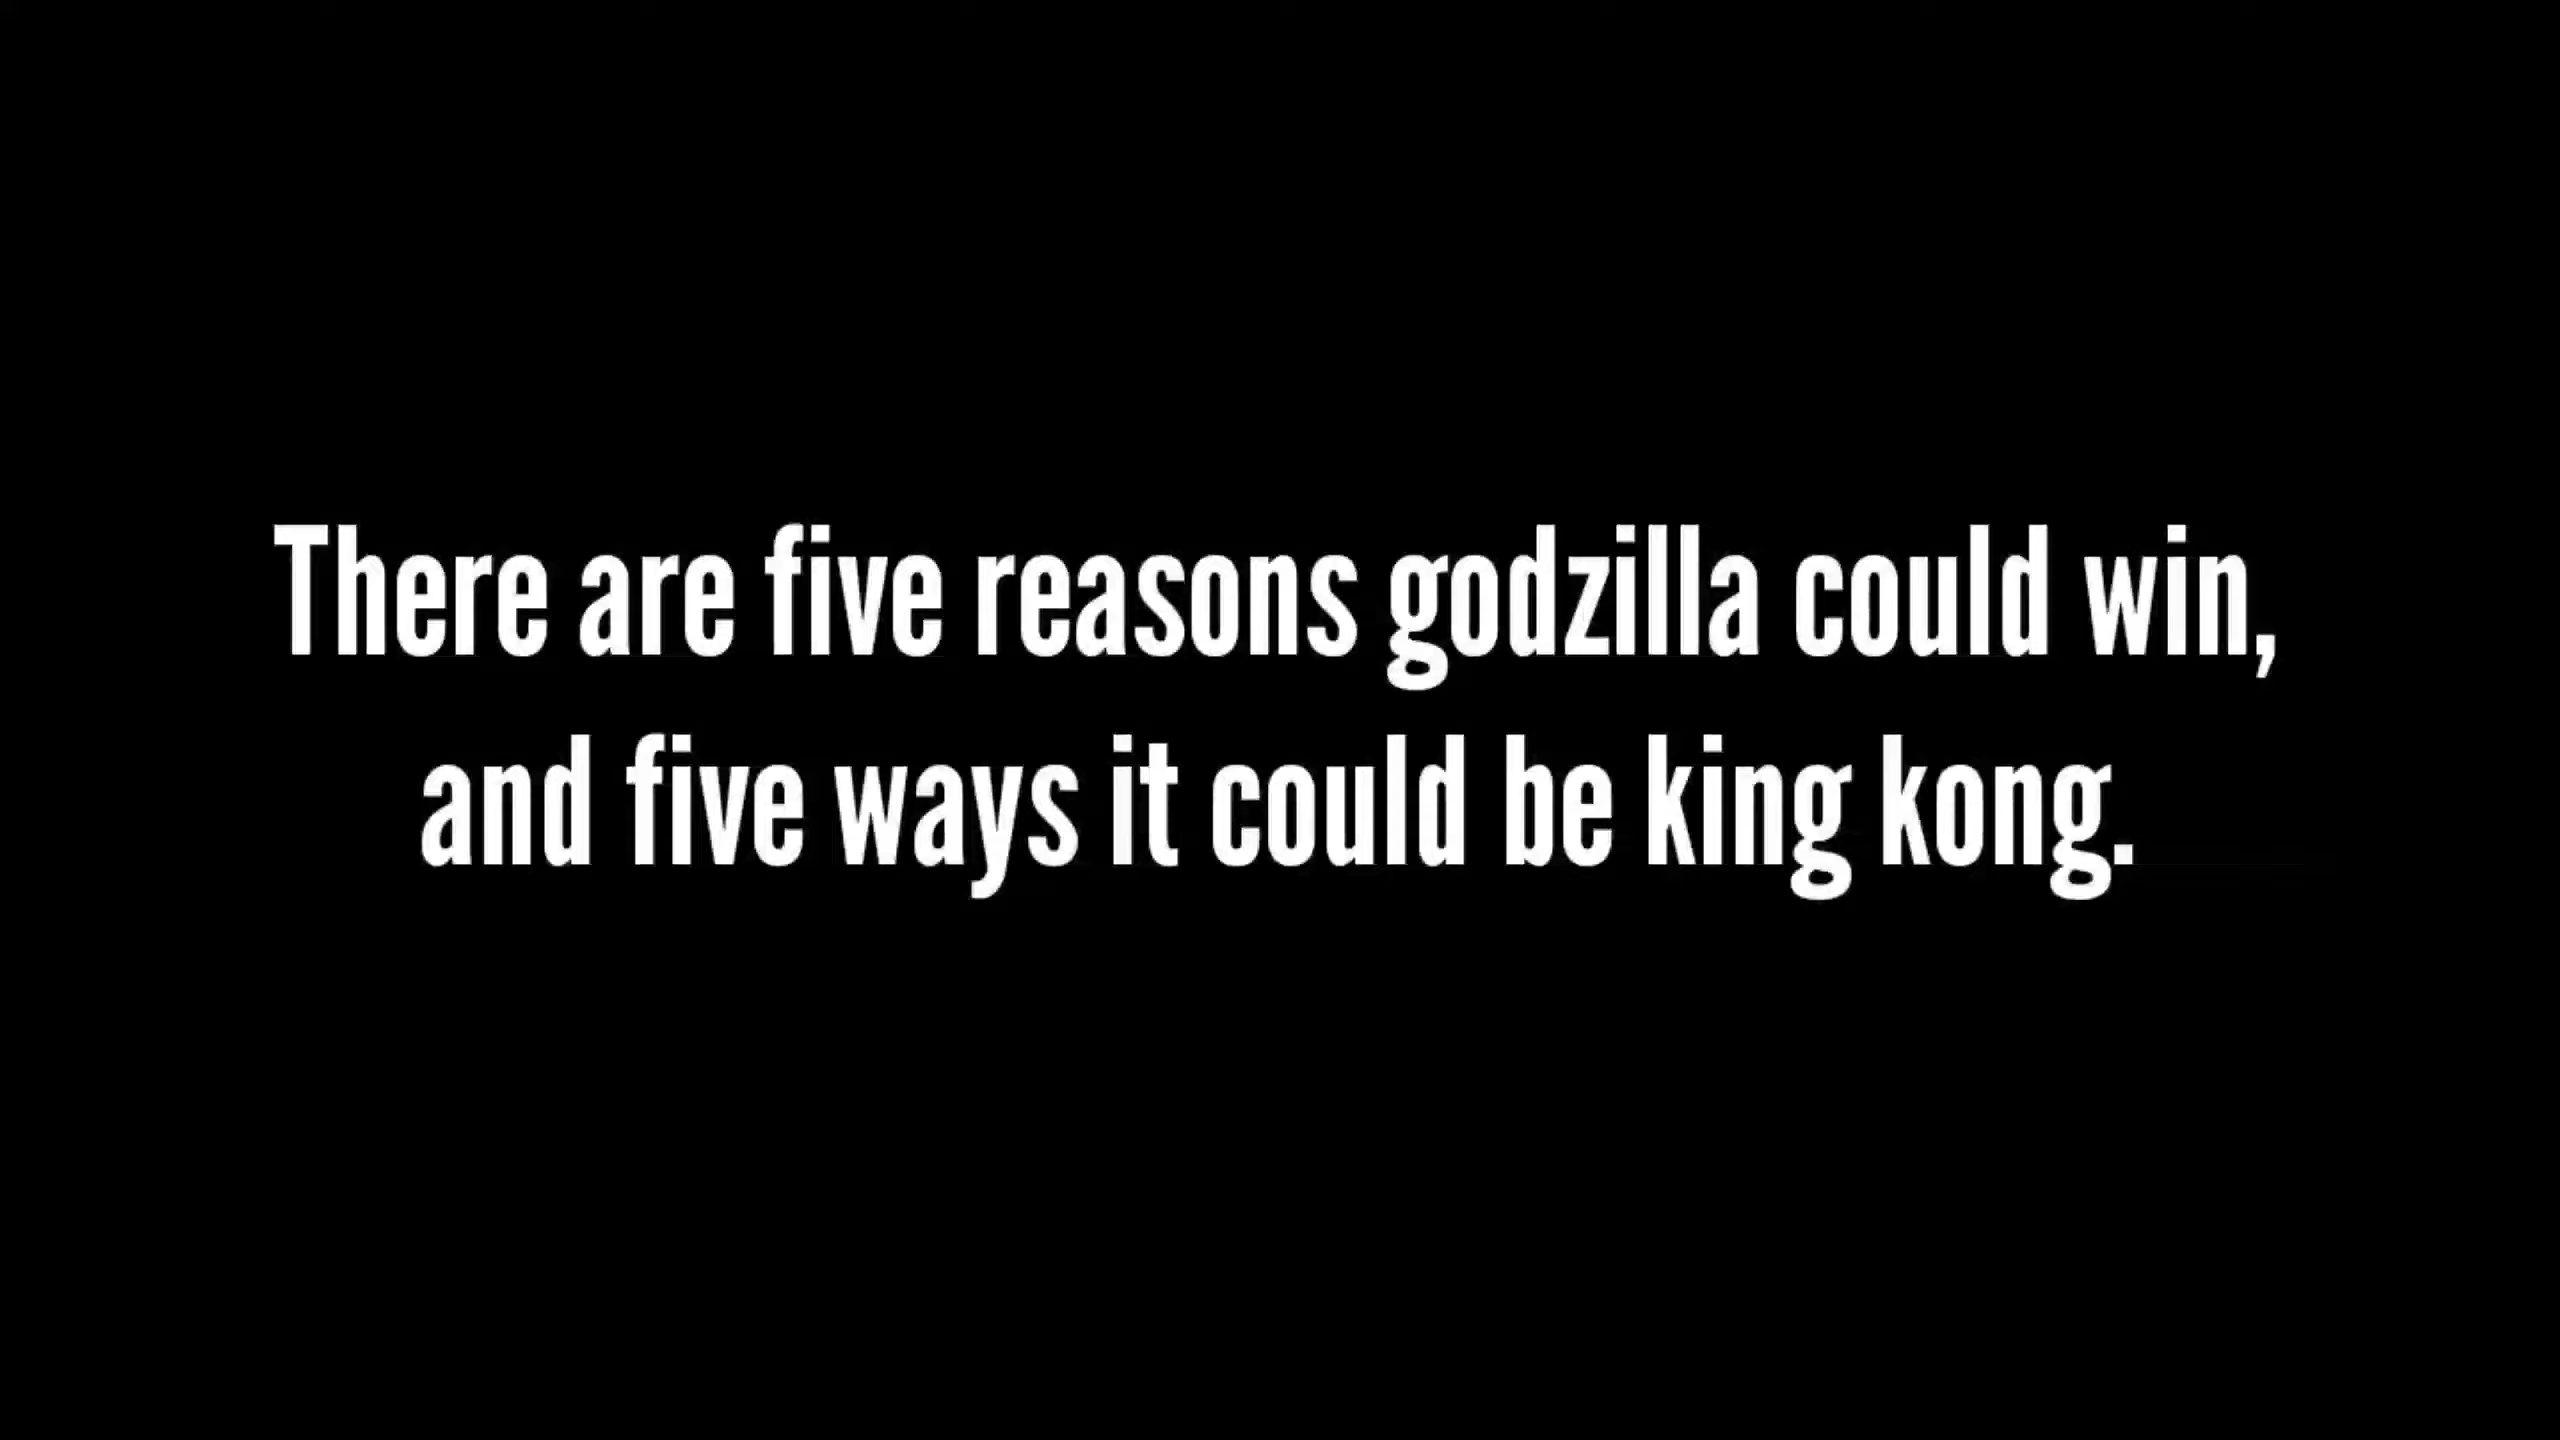 There are five reasons godzilla could win,
and five ways it could be king kong.